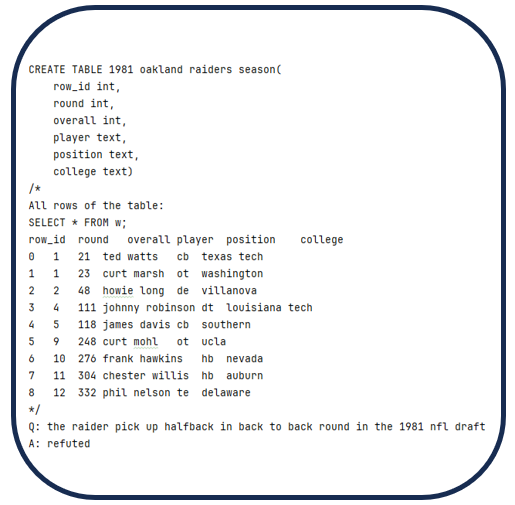 CREATE TABLE 1981 oakland raiders season(
row_id int,
round int,
overall int,
player text,
position text,
college text)
/*
All rows of the table:
SELECT * FROM w;
row_id round overall player position college
0 1 21 ted watts cb texas tech
1 1 23 curt marsh ot washington
2 2 48 howie long de villanova
3 4 111 johnny robinson dt louisiana tech
4 5 118 james davis cb southern
5 9 248 curt mohl ot ucla
6 10 276 frank hawkins hb nevada
7 11 304 chester willis hb auburn
8 12 332 phil nelson te delaware
*/
Q: the raider pick up halfback in back to back round in the 1981 nfl draft
A: refuted